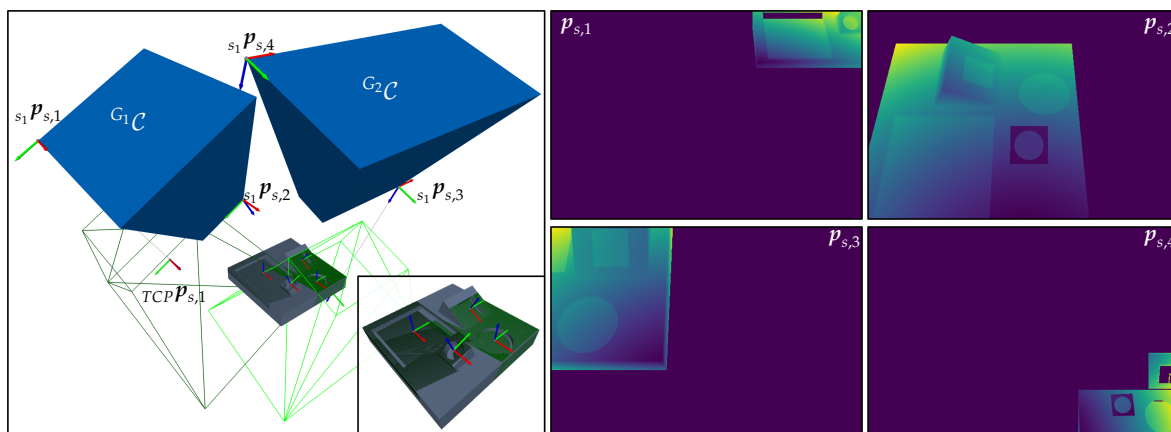 s₁pₛ,₄
G₁C
G₂C
s₁pₛ,₁
s₁pₛ,₂
s₁pₛ,₃
TCPpₛ,₁
pₛ,₁
pₛ,₂
pₛ,₃
pₛ,₄